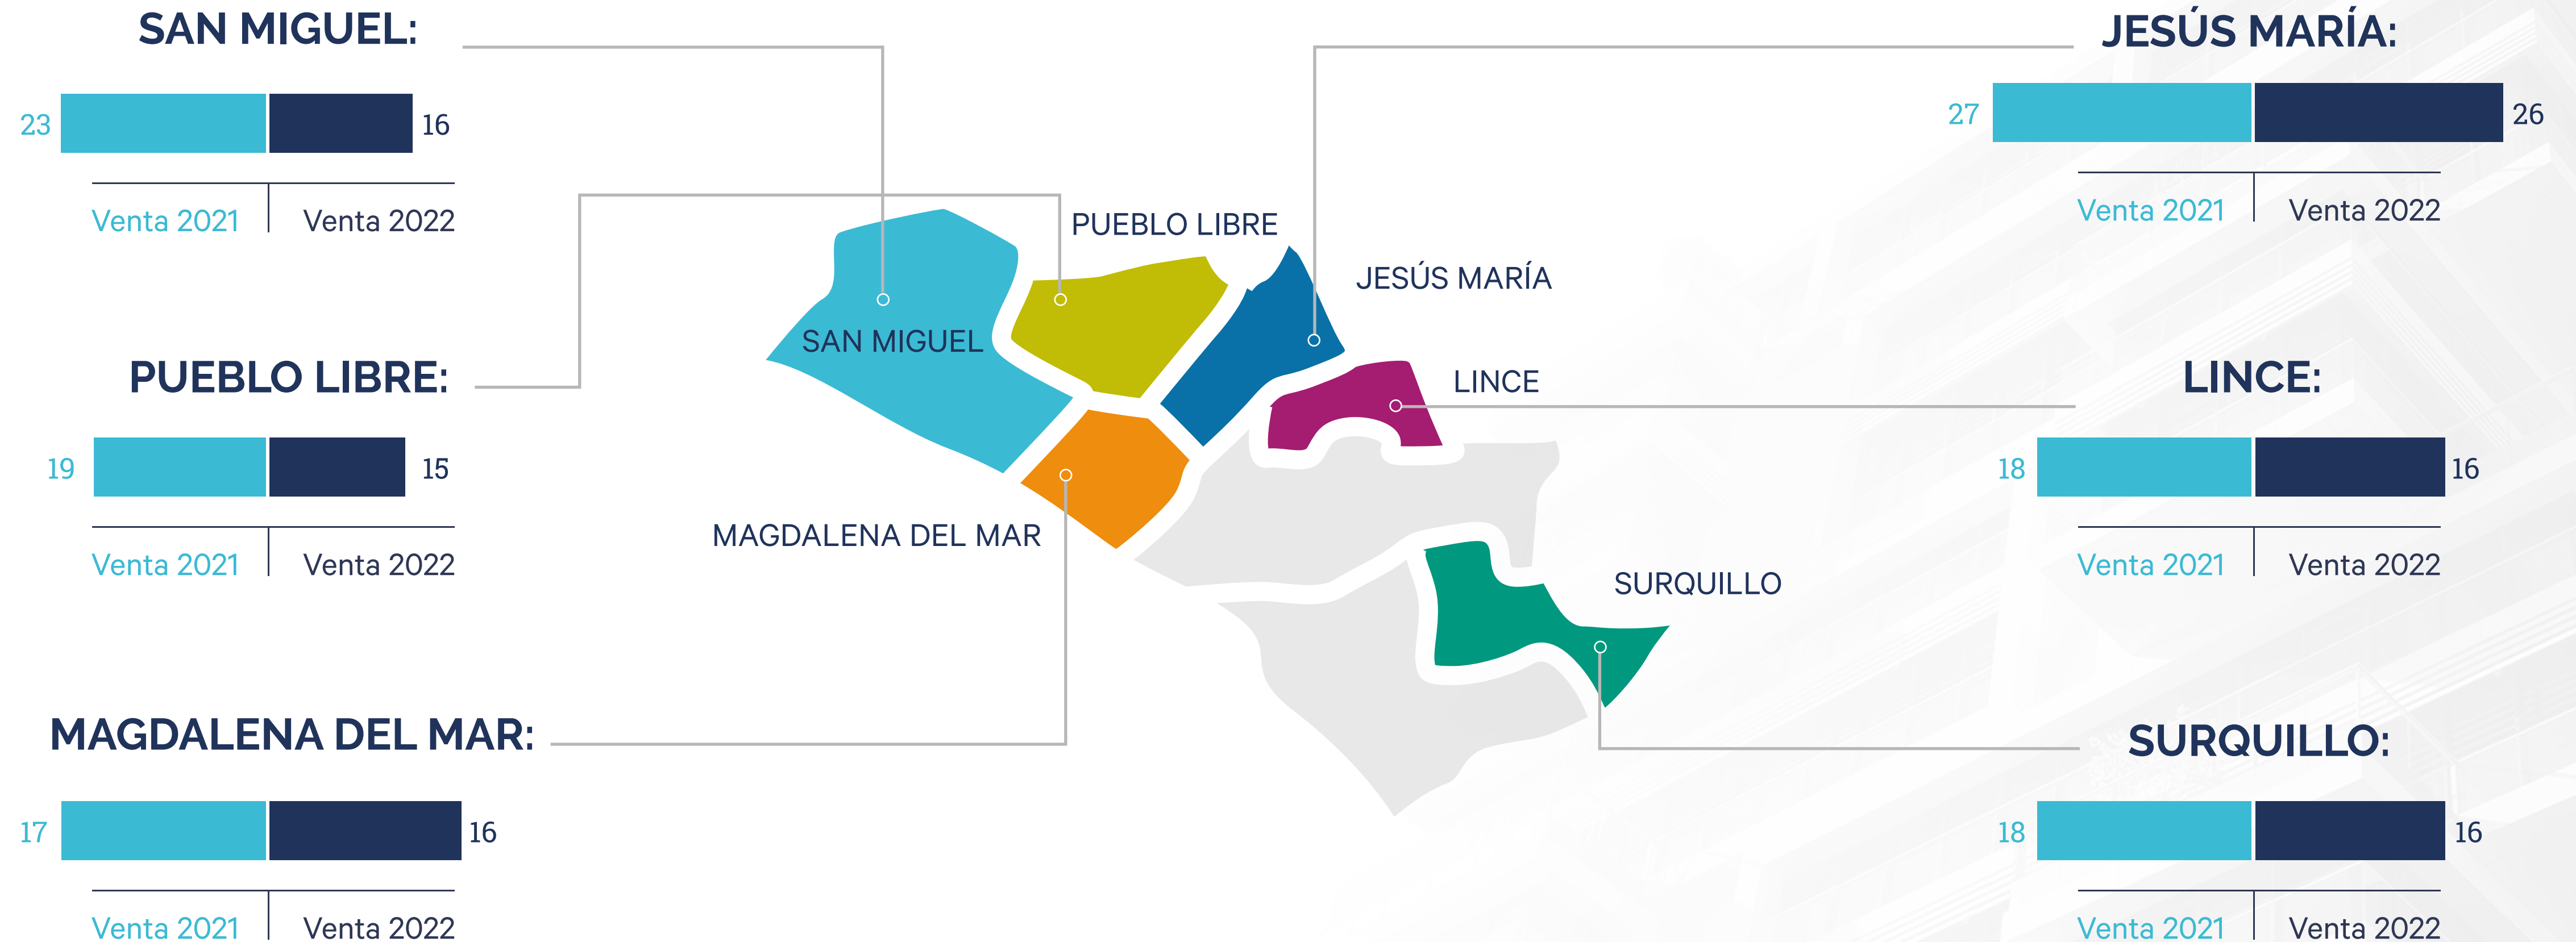 SAN MIGUEL:
23
16
Venta 2021
Venta 2022
PUEBLO LIBRE:
19
15
Venta 2021
Venta 2022
MAGDALENA DEL MAR:
17
16
Venta 2021
Venta 2022
PUEBLO LIBRE
JESÚS MARÍA
SAN MIGUEL
LINCE
MAGDALENA DEL MAR
SURQUILLO
JESÚS MARÍA:
27
26
Venta 2021
Venta 2022
LINCE:
18
16
Venta 2021
Venta 2022
SURQUILLO:
18
16
Venta 2021
Venta 2022